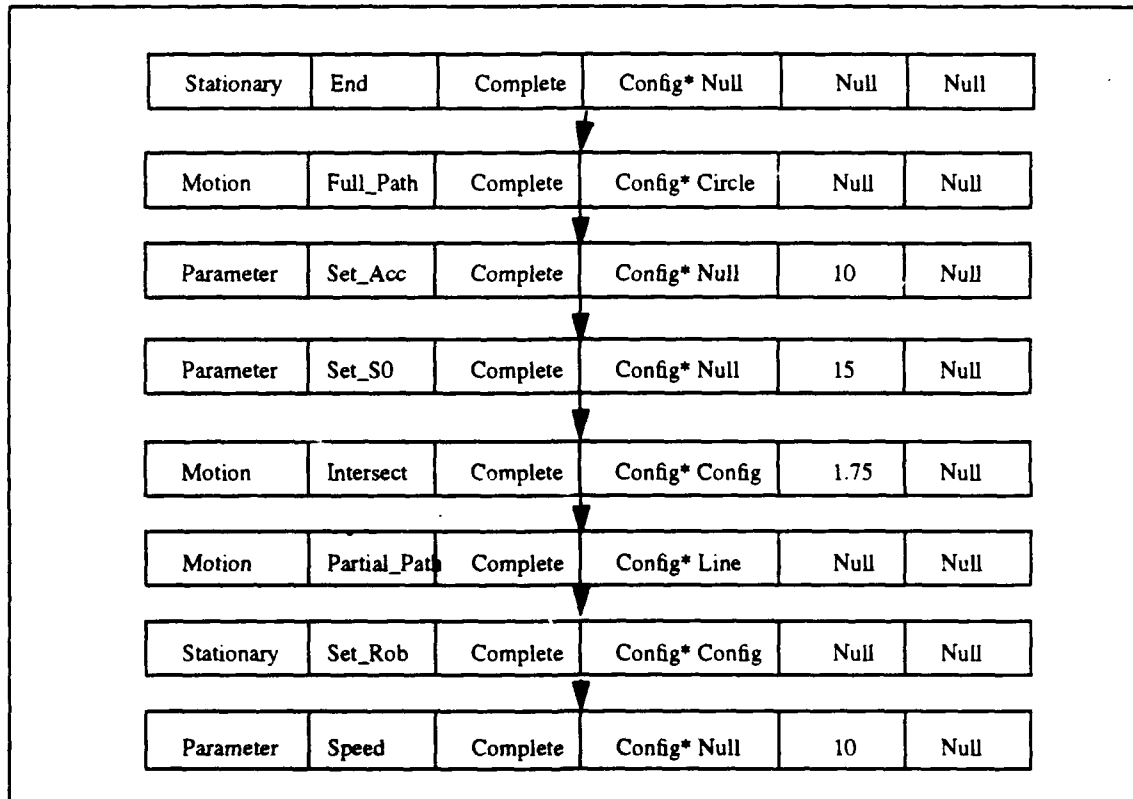 Stationary End Complete Config* Null Null Null
Motion Full_Path Complete Config* Circle Null Null
Parameter Set_Acc Complete Config* Null 10 Null
Parameter Set_S0 Complete Config* Null 15 Null
Motion Intersect Complete Config* Config 1.75 Null
Motion Partial_Path Complete Config* Line Null Null
Stationary Set_Rob Complete Config* Config Null Null
Parameter Speed Complete Config* Null 10 Null